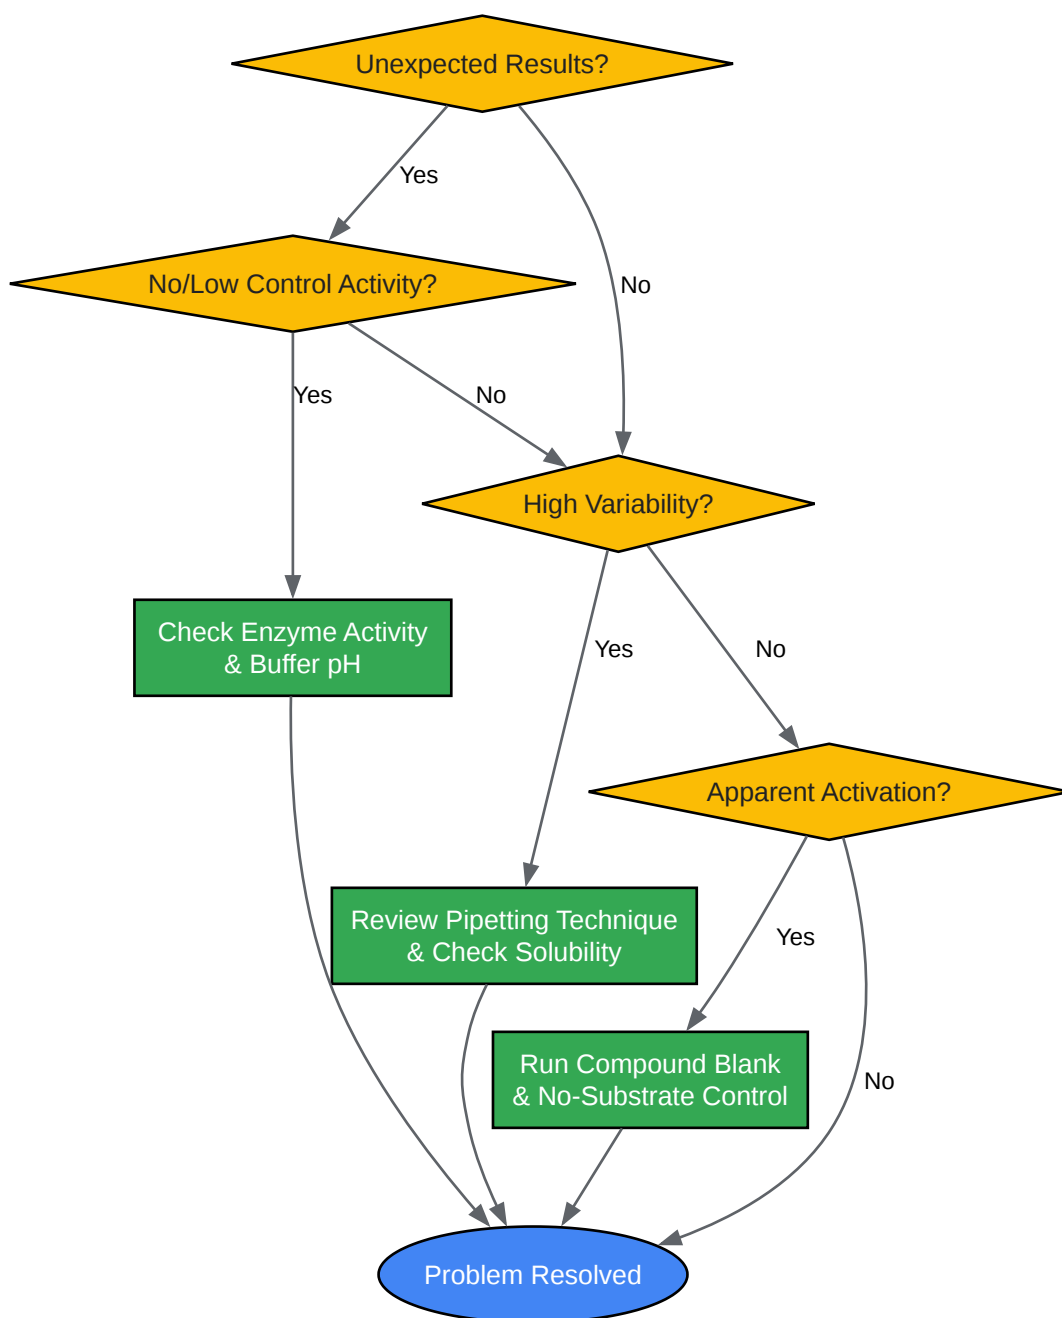 Unexpected Results?
Yes
No/Low Control Activity?
No
Yes
No
High Variability?
Check Enzyme Activity
& Buffer pH
Yes
No
Apparent Activation?
Review Pipetting Technique
& Check Solubility
Yes
Run Compound Blank
& No-Substrate Control
No
Problem Resolved